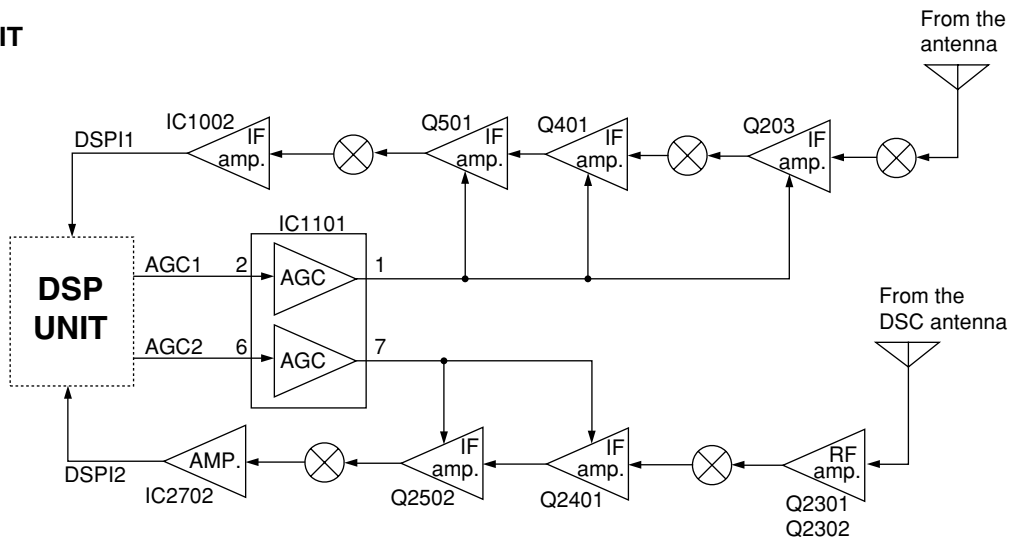 IT
From the
antenna
IC1002
IF
amp.
DSPI1
Q501
IF
amp.
Q401
IF
amp.
Q203
IF
amp.
IC1101
AGC1
2
AGC
1
DSP
UNIT
AGC2
6
AGC
7
From the
DSC antenna
DSPI2
AMP.
IC2702
IF
amp.
Q2502
IF
amp.
Q2401
RF
amp.
Q2301
Q2302